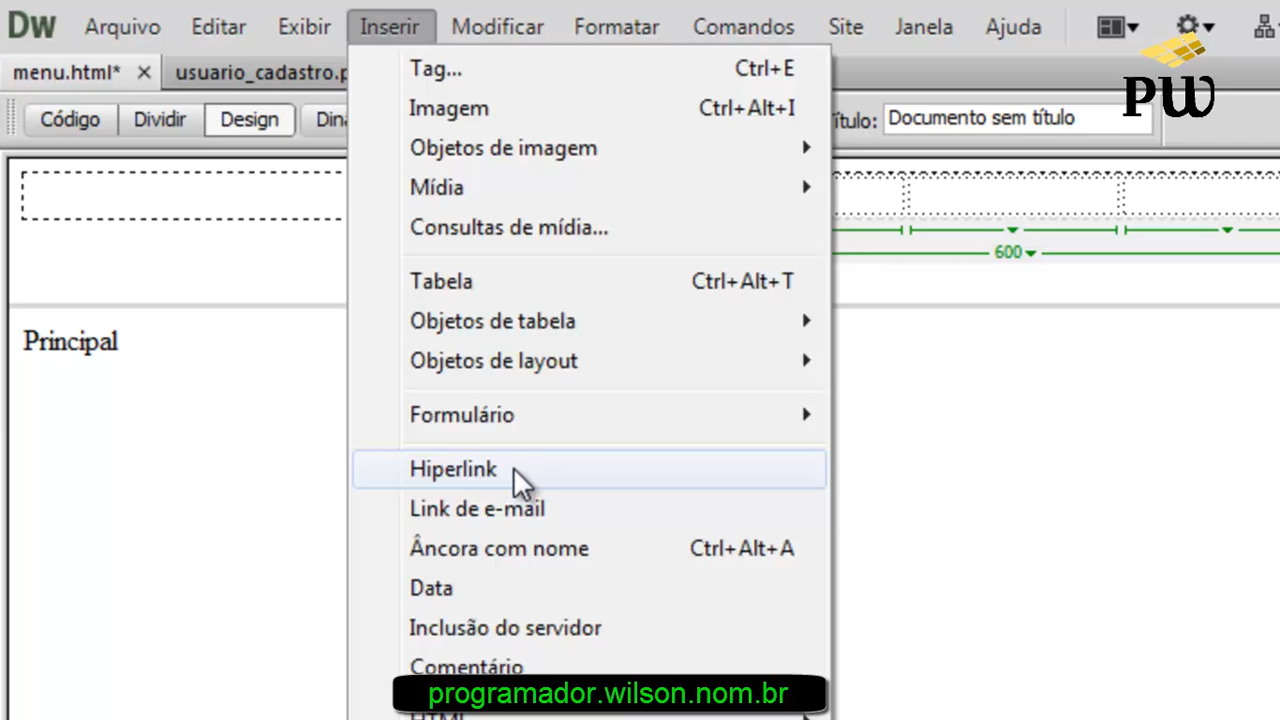 Dw Arquivo Editar Exibir Inserir Modificar Formatar Comandos Site Janela Ajuda
menu.html* × usuario_cadastro.p
Código Dividir Design Din
ítulo: Documento sem título
PW
Tag... Ctrl+E
Imagem Ctrl+Alt+I
Objetos de imagem
Mídia
Consultas de mídia...
600
Tabela Ctrl+Alt+T
Objetos de tabela
Principal
Objetos de layout
Formulário
Hiperlink
Link de e-mail
Âncora com nome Ctrl+Alt+A
Data
Inclusão do servidor
Comentário
programador.wilson.nom.br
HTML